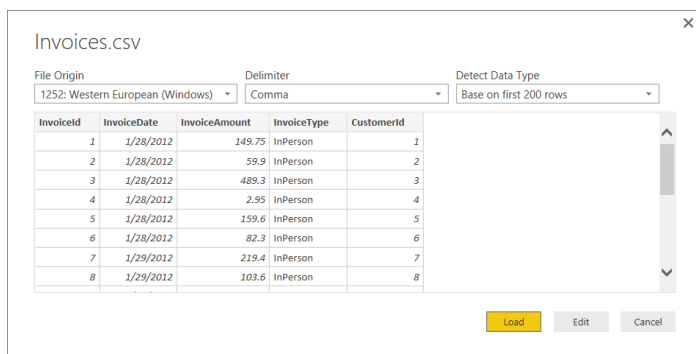 Invoices.csv
File Origin Delimiter Detect Data Type
1252: Western European (Windows) Comma Base on first 200 rows
InvoiceId InvoiceDate InvoiceAmount InvoiceType CustomerId
1 1/28/2012 149.75 InPerson 1
2 1/28/2012 59.9 InPerson 2
3 1/28/2012 489.3 InPerson 3
4 1/28/2012 2.95 InPerson 4
5 1/28/2012 159.6 InPerson 5
6 1/28/2012 82.3 InPerson 6
7 1/29/2012 219.4 InPerson 7
8 1/29/2012 103.6 InPerson 8
Load Edit Cancel